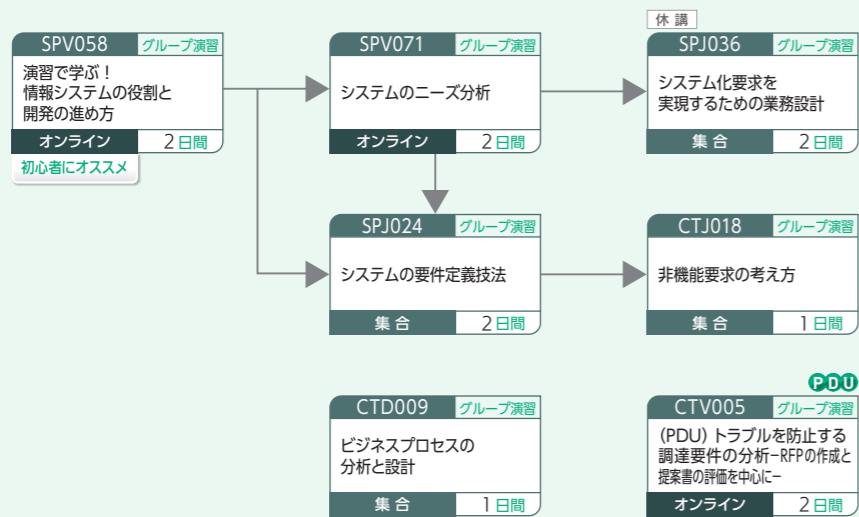 SPV058
グループ演習
演習で学ぶ!
情報システムの役割と
開発の進め方
オンライン
2日間
初心者にオススメ
SPV071
グループ演習
システムのニーズ分析
オンライン
2日間
休 講
SPJ036
グループ演習
システム化要求を
実現するための業務設計
集 合
2日間
SPJ024
グループ演習
システムの要件定義技法
集 合
2日間
CTJ018
グループ演習
非機能要求の考え方
集 合
1日間
CTD009
グループ演習
ビジネスプロセスの
分析と設計
集 合
1日間
PDU
CTV005
グループ演習
(PDU)トラブルを防止する
調達要件の分析-RFPの作成と
提案書の評価を中心に-
オンライン
2日間